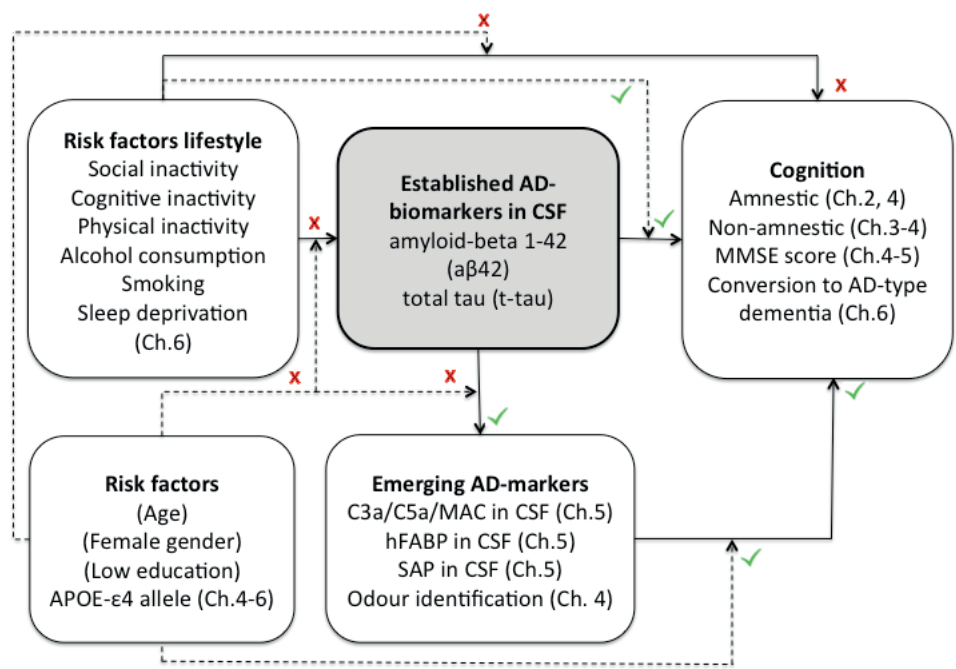 x
x
Risk factors lifestyle
Social inactivity
Cognitive inactivity
Physical inactivity
Alcohol consumption
Smoking
Sleep deprivation
(Ch.6)
x
Established AD-
biomarkers in CSF
amyloid-beta 1-42
(aβ42)
total tau (t-tau)
Cognition
Amnestic (Ch.2, 4)
Non-amnestic (Ch.3-4)
MMSE score (Ch.4-5)
Conversion to AD-type
dementia (Ch.6)
x
x
Risk factors
(Age)
(Female gender)
(Low education)
APOE-ε4 allele (Ch.4-6)
Emerging AD-markers
C3a/C5a/MAC in CSF (Ch.5)
hFABP in CSF (Ch.5)
SAP in CSF (Ch.5)
Odour identification (Ch. 4)